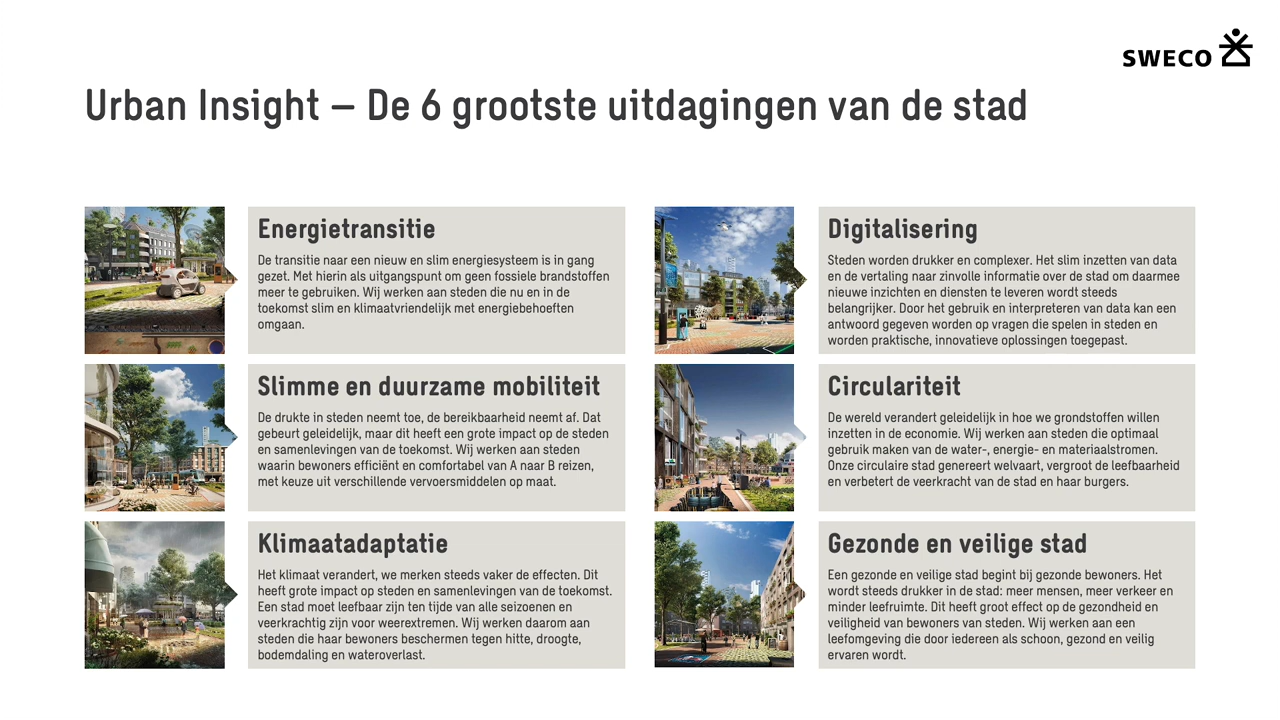 SWECO
Urban Insight – De 6 grootste uitdagingen van de stad
Energietransitie
De transitie naar een nieuw en slim energiesysteem is in gang
gezet. Met hierin als uitgangspunt om geen fossiele brandstoffen
meer te gebruiken. Wij werken aan steden die nu en in de
toekomst slim en klimaatvriendelijk met energiebehoeften
omgaan.
Slimme en duurzame mobiliteit
De drukte in steden neemt toe, de bereikbaarheid neemt af. Dat
gebeurt geleidelijk, maar dit heeft een grote impact op de steden
en samenlevingen van de toekomst. Wij werken aan steden
waarin bewoners efficiënt en comfortabel van A naar B reizen,
met keuze uit verschillende vervoersmiddelen op maat.
Klimaatadaptatie
Het klimaat verandert, we merken steeds vaker de effecten. Dit
heeft grote impact op steden en samenlevingen van de toekomst.
Een stad moet leefbaar zijn ten tijde van alle seizoenen en
veerkrachtig zijn voor weerextremen. Wij werken daarom aan
steden die haar bewoners beschermen tegen hitte, droogte,
bodemdaling en wateroverlast.
Digitalisering
Steden worden drukker en complexer. Het slim inzetten van data
en de vertaling naar zinvolle informatie over de stad om daarmee
nieuwe inzichten en diensten te leveren wordt steeds
belangrijker. Door het gebruik en interpreteren van data kan een
antwoord gegeven worden op vragen die spelen in steden en
worden praktische, innovatieve oplossingen toegepast.
Circulariteit
De wereld verandert geleidelijk in hoe we grondstoffen willen
inzetten in de economie. Wij werken aan steden die optimaal
gebruik maken van de water-, energie- en materiaalstromen.
Onze circulaire stad genereert welvaart, vergroot de leefbaarheid
en verbetert de veerkracht van de stad en haar burgers.
Gezonde en veilige stad
Een gezonde en veilige stad begint bij gezonde bewoners. Het
wordt steeds drukker in de stad: meer mensen, meer verkeer en
minder leefruimte. Dit heeft groot effect op de gezondheid en
veiligheid van bewoners van steden. Wij werken aan een
leefomgeving die door iedereen als schoon, gezond en veilig
ervaren wordt.